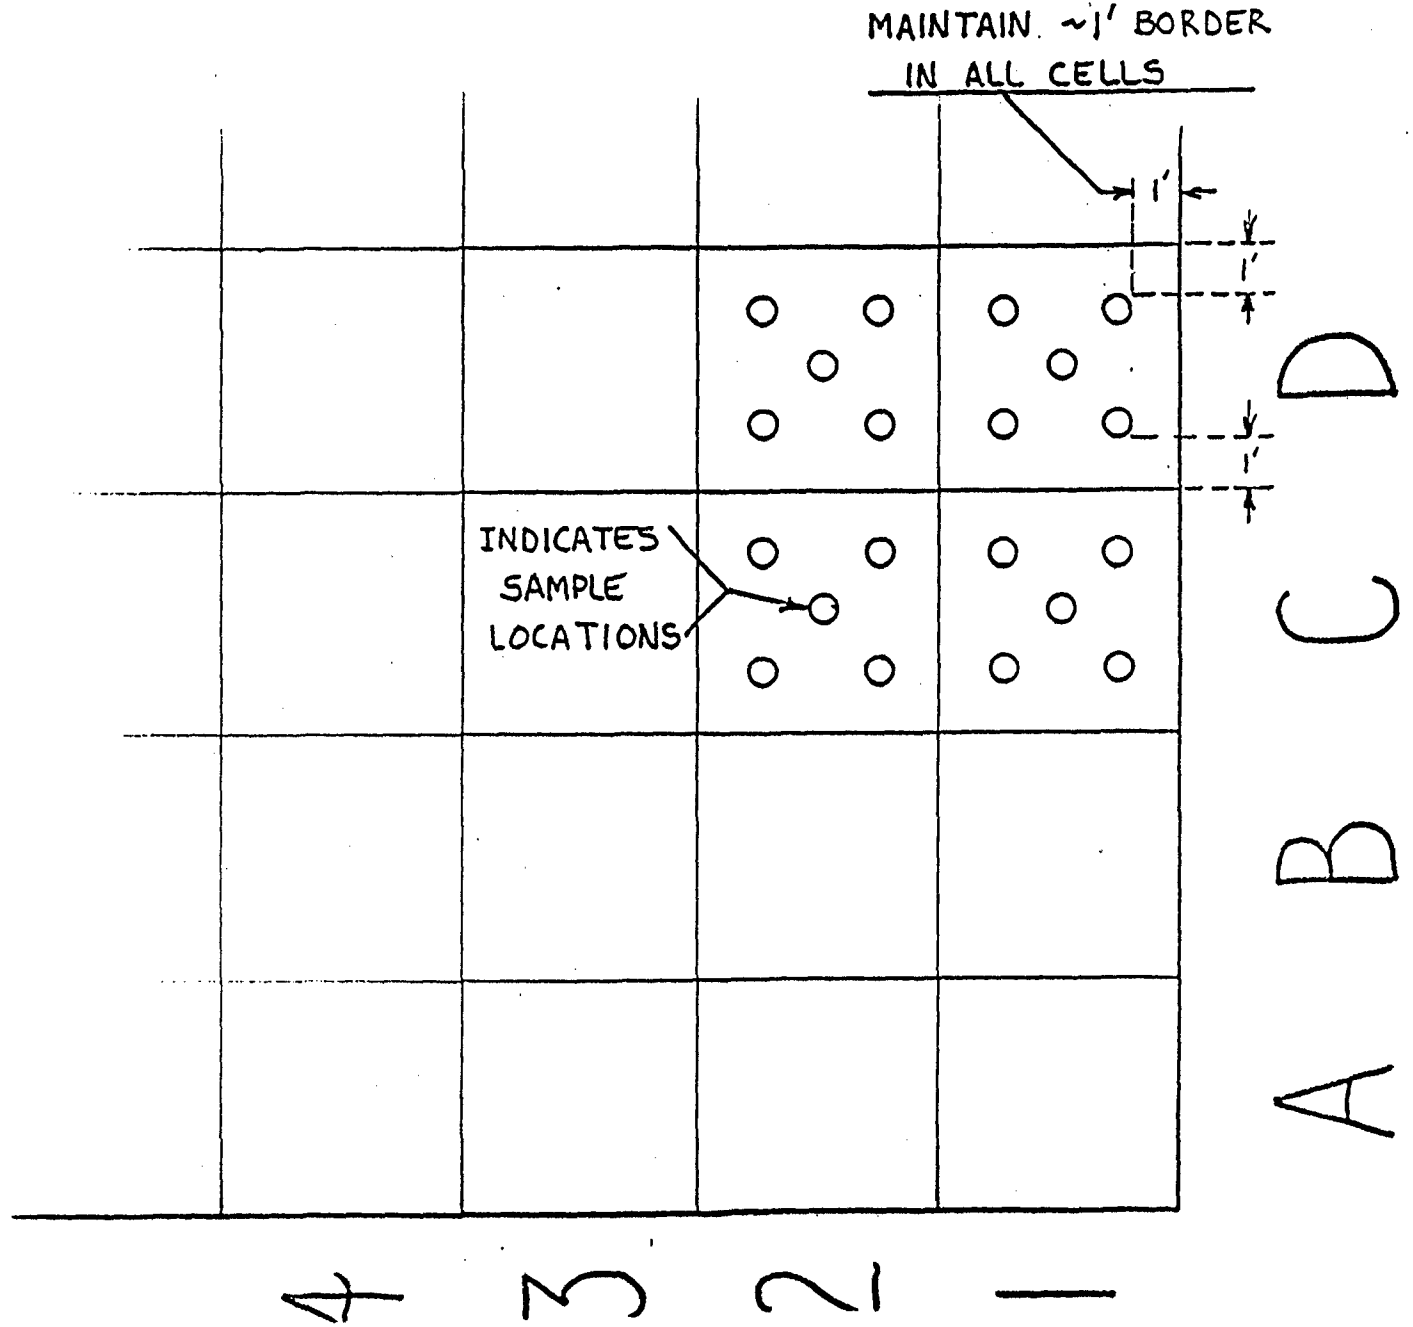 MAINTAIN. ~1' BORDER
IN ALL CELLS
1'
1'
D
1'
INDICATES
SAMPLE
LOCATIONS
C
B
A
4 3 2 1